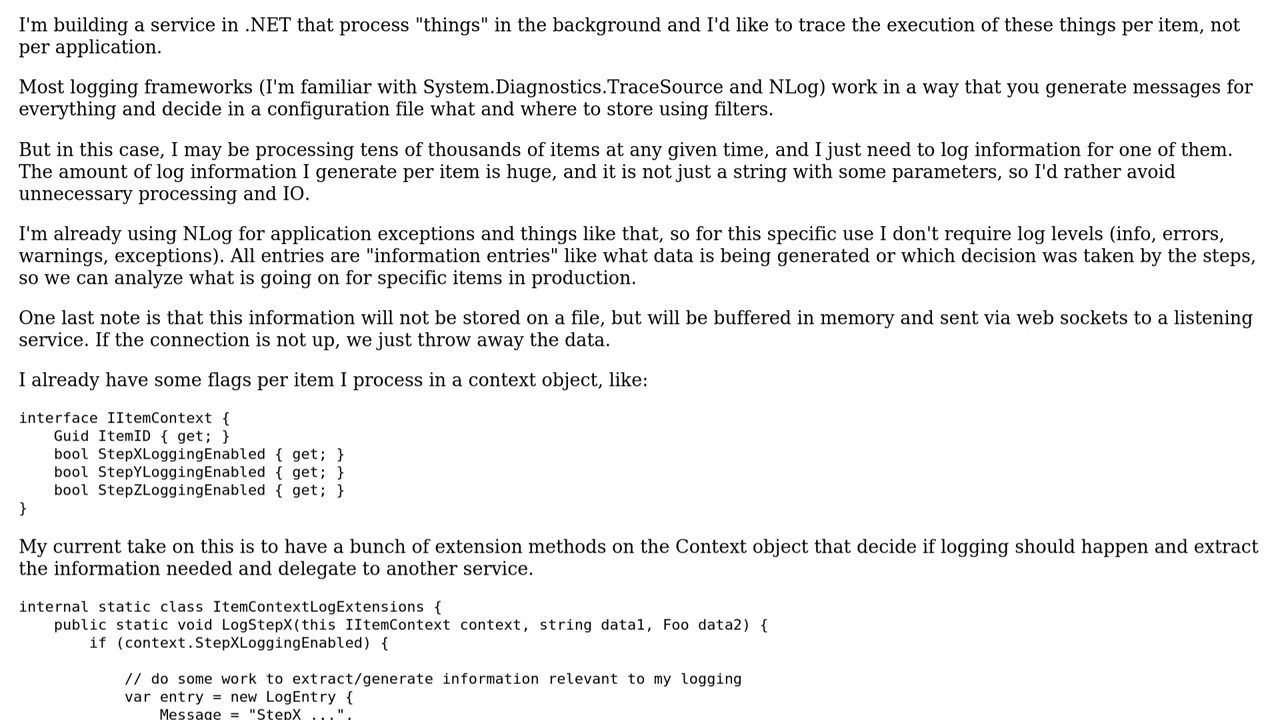 I'm building a service in .NET that process "things" in the background and I'd like to trace the execution of these things per item, not
per application.
Most logging frameworks (I'm familiar with System.Diagnostics.TraceSource and NLog) work in a way that you generate messages for
everything and decide in a configuration file what and where to store using filters.
But in this case, I may be processing tens of thousands of items at any given time, and I just need to log information for one of them.
The amount of log information I generate per item is huge, and it is not just a string with some parameters, so I'd rather avoid
unnecessary processing and IO.
I'm already using NLog for application exceptions and things like that, so for this specific use I don't require log levels (info, errors,
warnings, exceptions). All entries are "information entries" like what data is being generated or which decision was taken by the steps,
so we can analyze what is going on for specific items in production.
One last note is that this information will not be stored on a file, but will be buffered in memory and sent via web sockets to a listening
service. If the connection is not up, we just throw away the data.
I already have some flags per item I process in a context object, like:
interface IItemContext {
    Guid ItemID { get; }
    bool StepXLoggingEnabled { get; }
    bool StepYLoggingEnabled { get; }
    bool StepZLoggingEnabled { get; }
}
My current take on this is to have a bunch of extension methods on the Context object that decide if logging should happen and extract
the information needed and delegate to another service.
internal static class ItemContextLogExtensions {
    public static void LogStepX(this IItemContext context, string data1, Foo data2) {
        if (context.StepXLoggingEnabled) {
            // do some work to extract/generate information relevant to my logging
            var entry = new LogEntry {
                Message = "StepX ...",